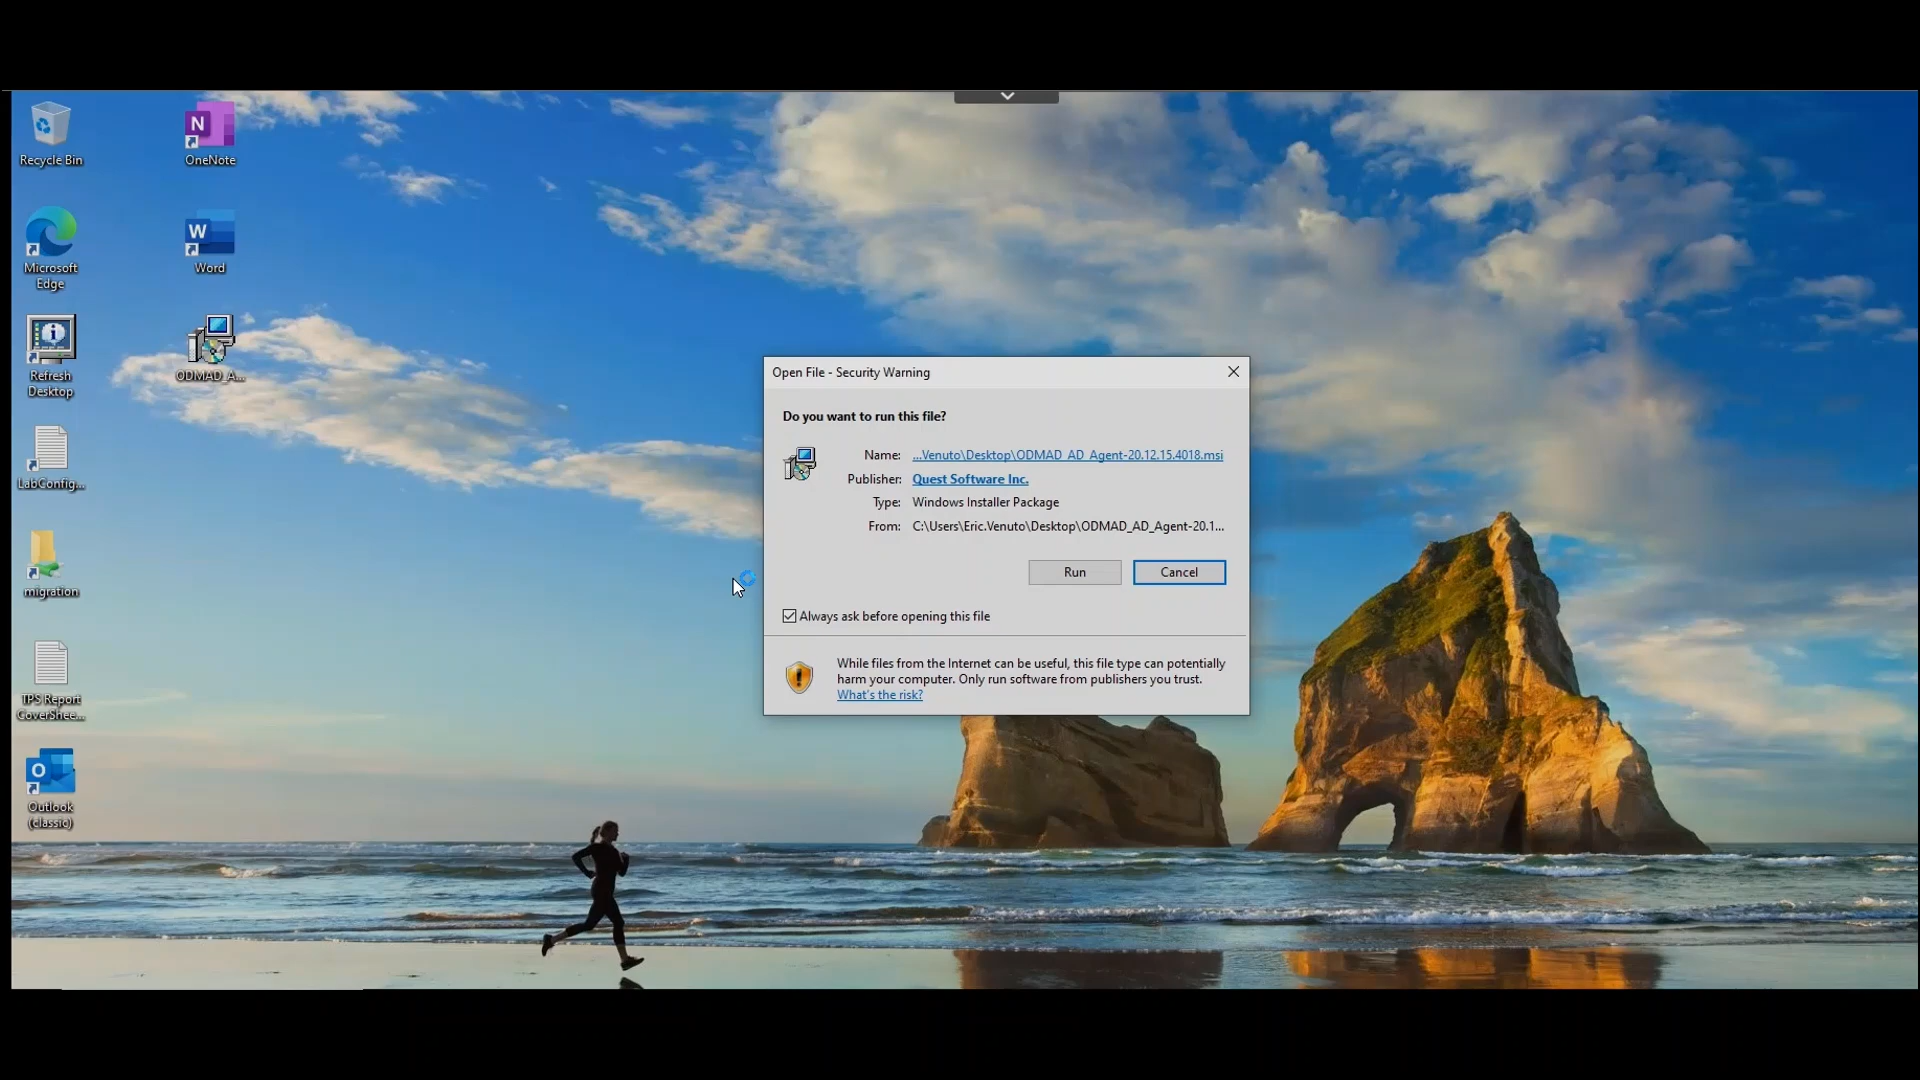 Recycle Bin
OneNote
Microsoft
Edge
Word
Refresh
Desktop
ODMAD_A...
LabConfig...
migration
TPS Report
CoverShee...
Outlook
(classic)
Open File - Security Warning
Do you want to run this file?
Name: ...Venuto\Desktop\ODMAD_AD_Agent-20.12.15.4018.msi
Publisher: Quest Software Inc.
Type: Windows Installer Package
From: C:\Users\Eric.Venuto\Desktop\ODMAD_AD_Agent-20.1...
Run Cancel
Always ask before opening this file
While files from the Internet can be useful, this file type can potentially
harm your computer. Only run software from publishers you trust.
What's the risk?